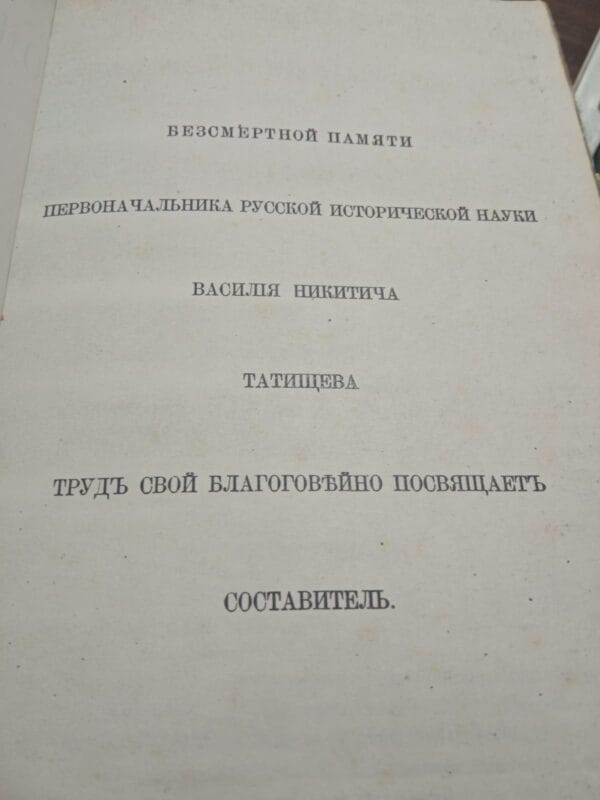 БЕЗСМЕРТНОЙ ПАМЯТИ
ПЕРВОНАЧАЛЬНИКА РУССКОЙ ИСТОРИЧЕСКОЙ НАУКИ
ВАСИЛІЯ НИКИТИЧА
ТАТИЩЕВА
ТРУДЪ СВОЙ БЛАГОГОВѢЙНО ПОСВЯЩАЕТЪ
СОСТАВИТЕЛЬ.